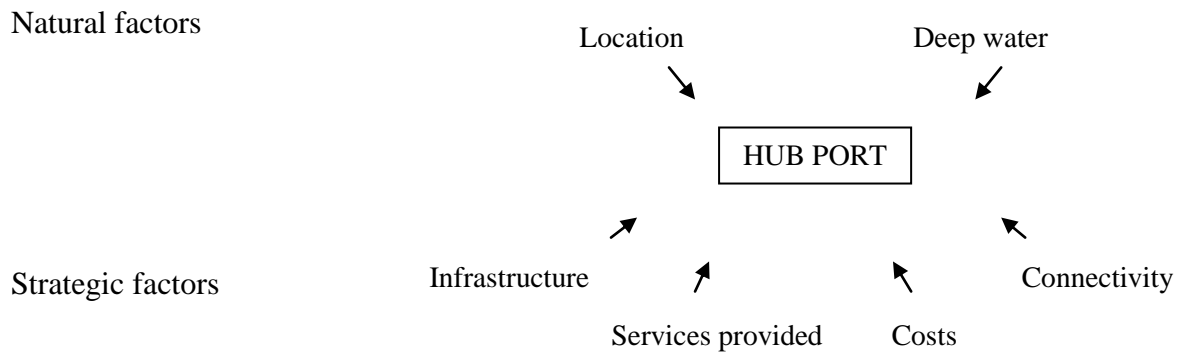 Natural factors
Location
Deep water
HUB PORT
Strategic factors
Infrastructure
Connectivity
Services provided
Costs